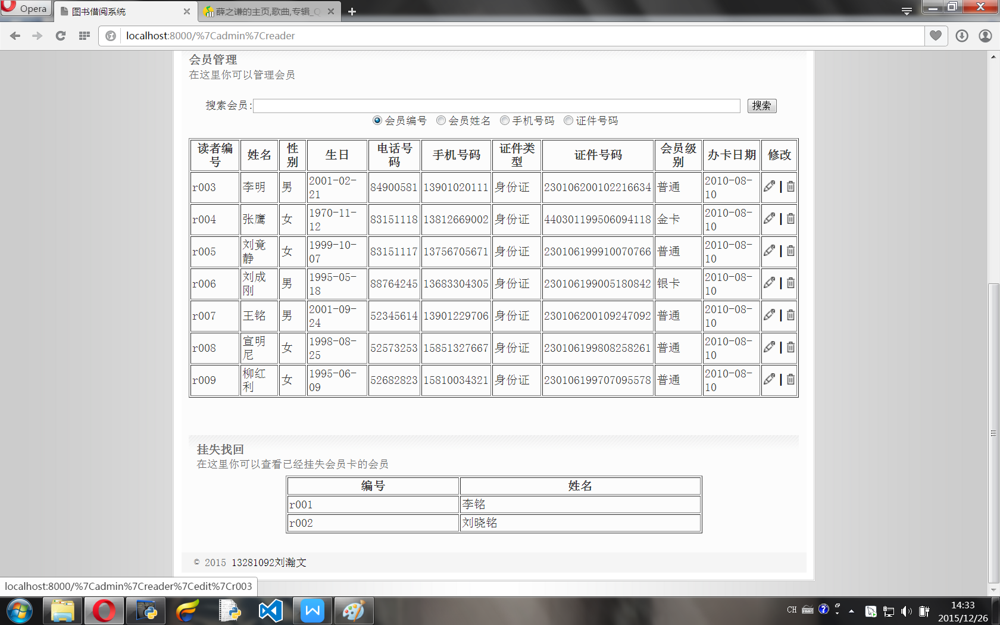 Opera
图书借阅系统
薛之谦的主页,歌曲,专辑_Q
localhost:8000/%7Cadmin%7Creader
会员管理
在这里你可以管理会员
搜索会员:
搜索
会员编号 会员姓名 手机号码 证件号码
读者编号 姓名 性别 生日 电话号码 手机号码 证件类型 证件号码 会员级别 办卡日期 修改
r003 李明 男 2001-02-21 84900581 13901020111 身份证 230106200102216634 普通 2010-08-10 |
r004 张鹰 女 1970-11-12 83151118 13812669002 身份证 440301199506094118 金卡 2010-08-10 |
r005 刘竟静 女 1999-10-07 83151117 13756705671 身份证 230106199910070766 普通 2010-08-10 |
r006 刘成刚 男 1995-05-18 88764245 13683304305 身份证 230106199005180842 银卡 2010-08-10 |
r007 王铭 男 2001-09-24 52345614 13901229706 身份证 230106200109247092 普通 2010-08-10 |
r008 宣明尼 女 1998-08-25 52573253 15851327667 身份证 230106199808258261 普通 2010-08-10 |
r009 柳红利 女 1995-06-09 52682823 15810034321 身份证 230106199707095578 普通 2010-08-10 |
挂失找回
在这里你可以查看已经挂失会员卡的会员
编号 姓名
r001 李铭
r002 刘晓铭
© 2015 13281092刘瀚文
localhost:8000/%7Cadmin%7Creader%7Cedit%7Cr003
CH
14:33
2015/12/26